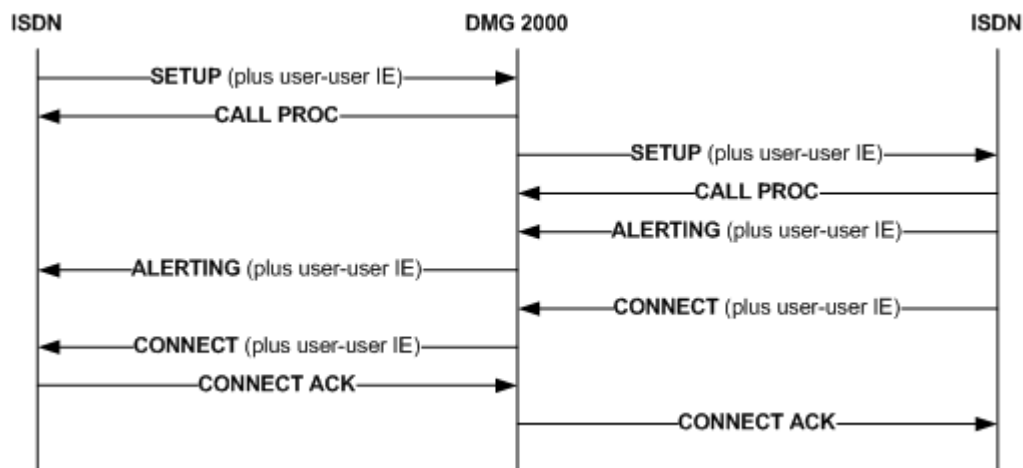 ISDN DMG 2000 ISDN
SETUP (plus user-user IE)
CALL PROC
SETUP (plus user-user IE)
CALL PROC
ALERTING (plus user-user IE)
ALERTING (plus user-user IE)
CONNECT (plus user-user IE)
CONNECT (plus user-user IE)
CONNECT ACK
CONNECT ACK